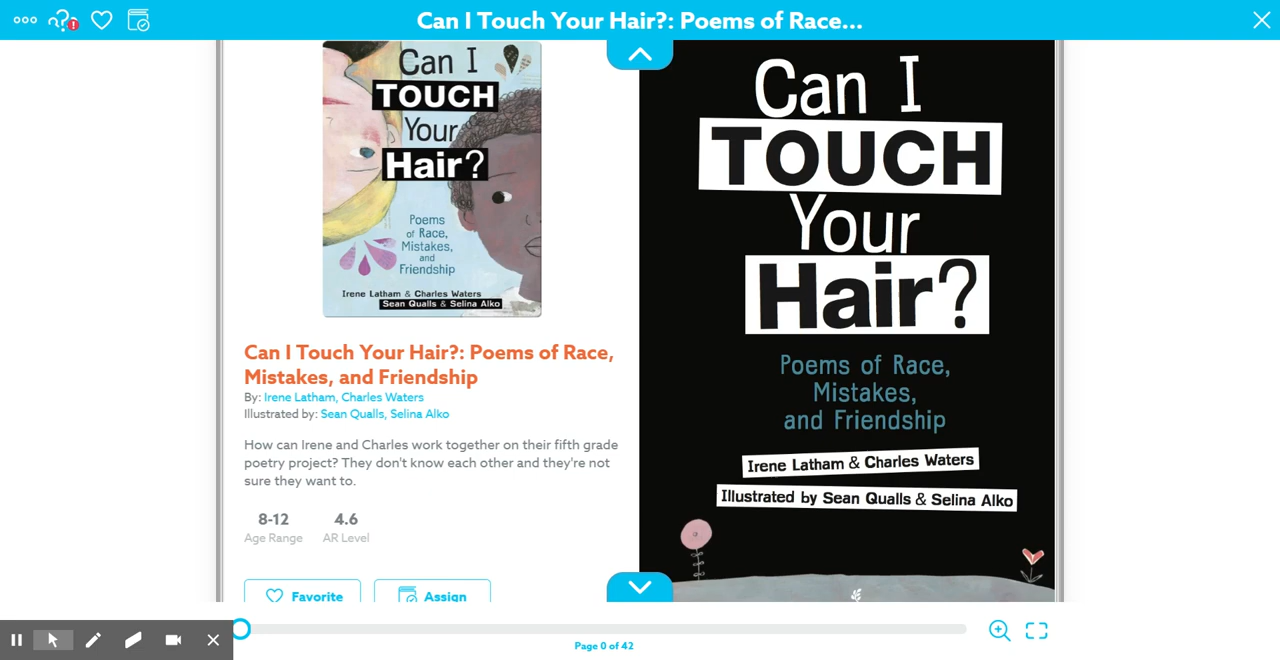 Can I Touch Your Hair?: Poems of Race...
Can I
TOUCH
Your
Hair?
Poems
of Race,
Mistakes,
and
Friendship
Irene Latham & Charles Waters
Sean Qualls & Selina Alko
Can I Touch Your Hair?: Poems of Race,
Mistakes, and Friendship
By: Irene Latham, Charles Waters
Illustrated by: Sean Qualls, Selina Alko
How can Irene and Charles work together on their fifth grade
poetry project? They don't know each other and they're not
sure they want to.
8-12
Age Range
4.6
AR Level
Favorite
Assign
Can I
TOUCH
Your
Hair?
Poems of Race,
Mistakes,
and Friendship
Irene Latham & Charles Waters
Illustrated by Sean Qualls & Selina Alko
Page 0 of 42